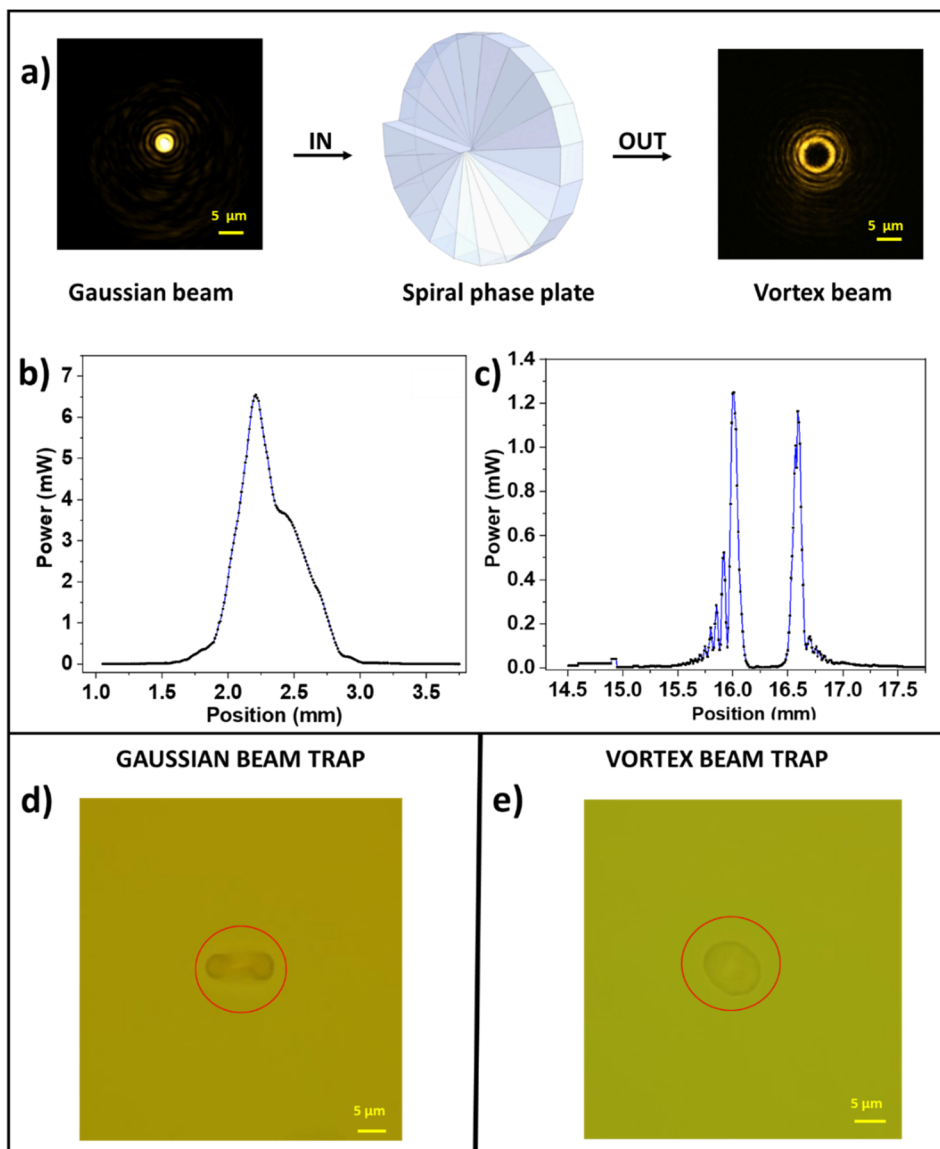 a)
IN
OUT
5 μm
5 μm
Gaussian beam
Spiral phase plate
Vortex beam
b)
7
6
5
4
3
2
1
0
Power (mW)
1.0 1.5 2.0 2.5 3.0 3.5
Position (mm)
c)
1.4
1.2
1.0
0.8
0.6
0.4
0.2
0.0
Power (mW)
14.5 15.0 15.5 16.0 16.5 17.0 17.5
Position (mm)
GAUSSIAN BEAM TRAP
d)
5 μm
VORTEX BEAM TRAP
e)
5 μm